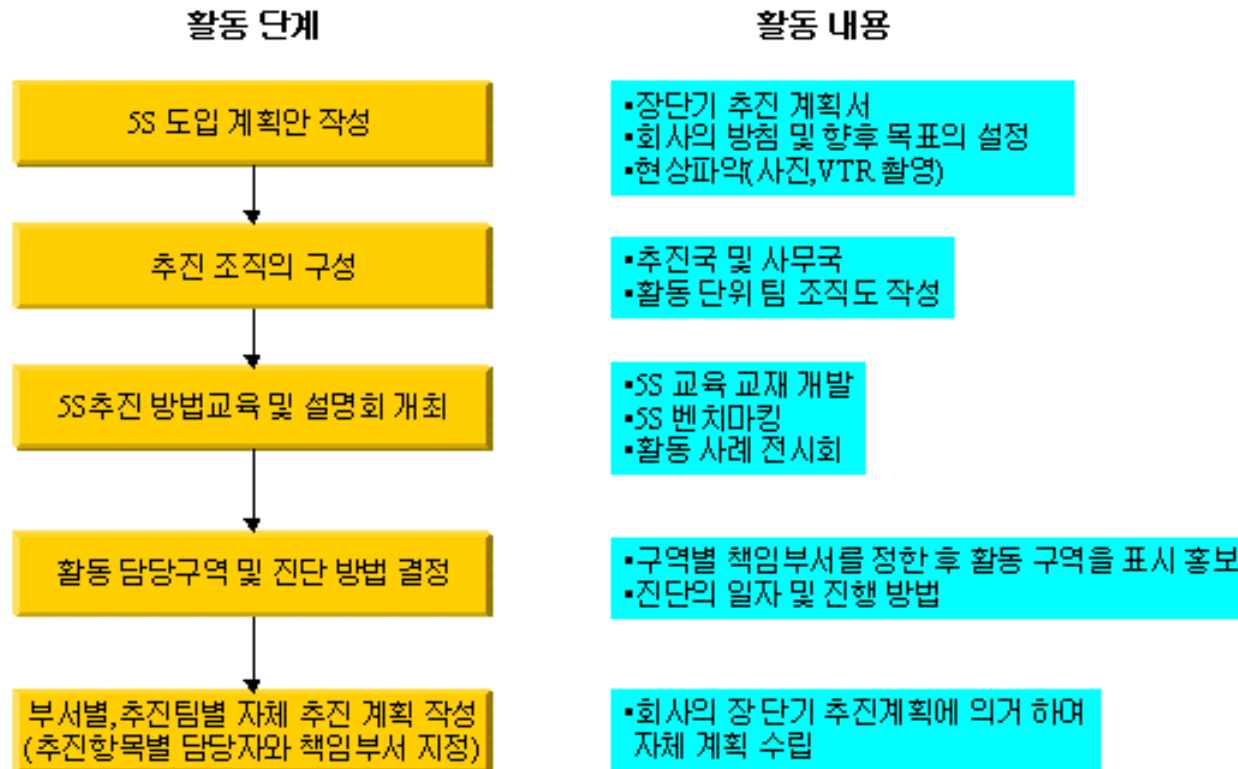 활동 단계
활동 내용
5S 도입 계획안 작성
▪장단기 추진 계획서
▪회사의 방침 및 향후 목표의 설정
▪현상파악(사진,VTR 촬영)
추진 조직의 구성
▪추진국 및 사무국
▪활동 단위 팀 조직도 작성
5S추진 방법교육 및 설명회 개최
▪5S 교육 교재 개발
▪5S 벤치마킹
▪활동 사례 전시회
활동 담당구역 및 진단 방법 결정
▪구역별 책임부서를 정한 후 활동 구역을 표시 홍보
▪진단의 일자 및 진행 방법
부서별,추진팀별 자체 추진 계획 작성
(추진항목별 담당자와 책임부서 지정)
▪회사의 장 단기 추진계획에 의거 하여
자체 계획 수립